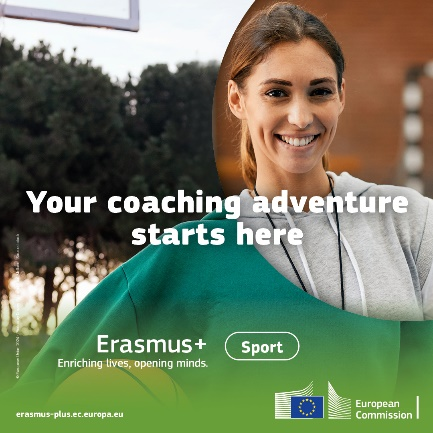 Your coaching adventure
starts here
Erasmus+
Enriching lives, opening minds.
Sport
erasmus-plus.ec.europa.eu
European
Commission